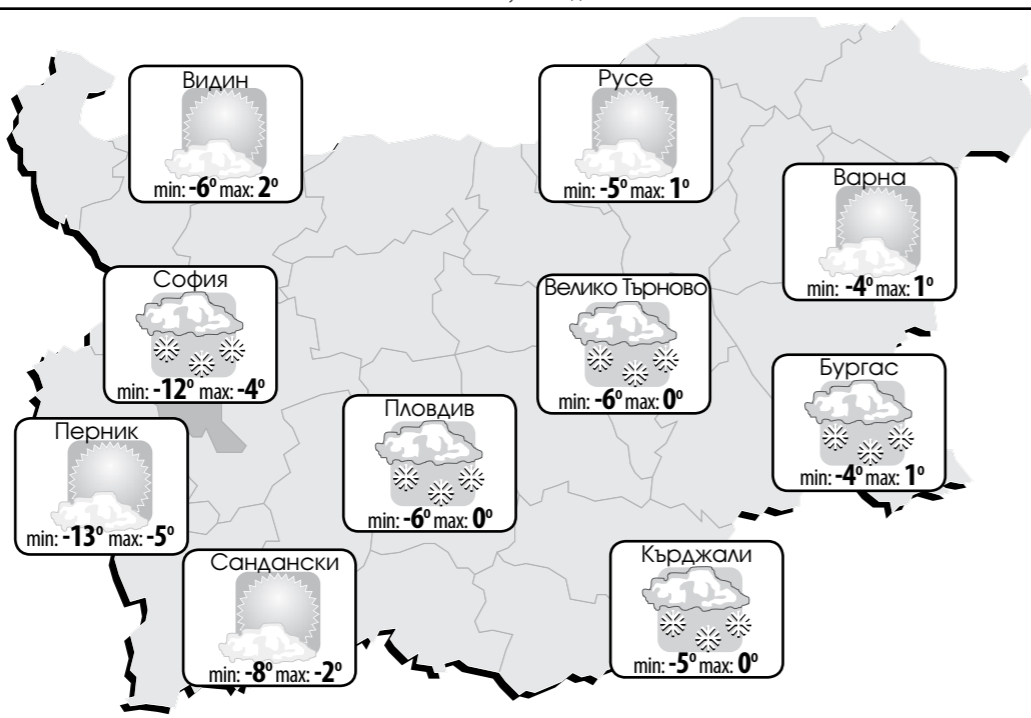 Видин
min: -6° max: 2°
Русе
min: -5° max: 1°
Варна
min: -4° max: 1°
София
min: -12° max: -4°
Велико Търново
min: -6° max: 0°
Бургас
min: -4° max: 1°
Пловдив
min: -6° max: 0°
Перник
min: -13° max: -5°
Сандански
min: -8° max: -2°
Кърджали
min: -5° max: 0°